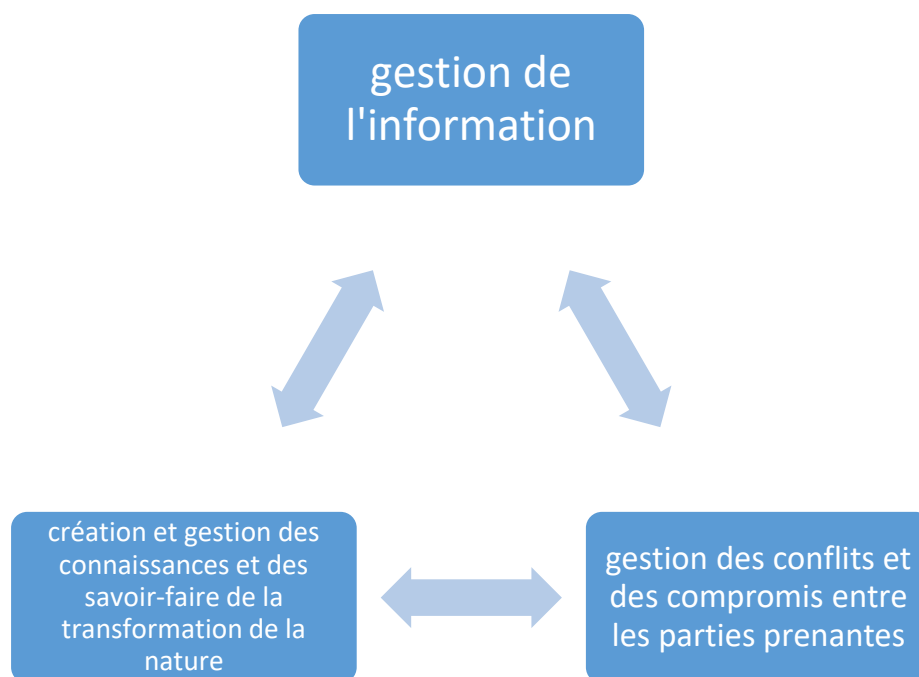 gestion de
l'information
création et gestion des
connaissances et des
savoir-faire de la
transformation de la
nature
gestion des conflits et
des compromis entre
les parties prenantes